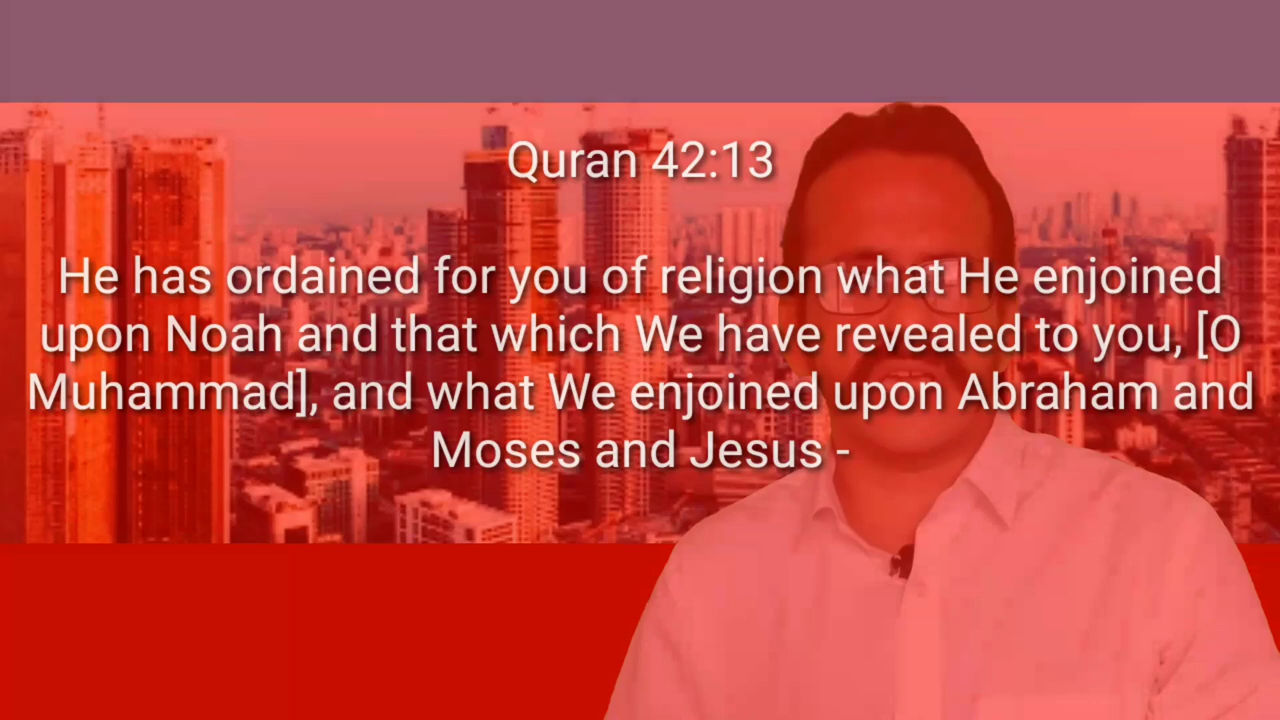 Quran 42:13
He has ordained for you of religion what He enjoined
upon Noah and that which We have revealed to you, [O
Muhammad], and what We enjoined upon Abraham and
Moses and Jesus -